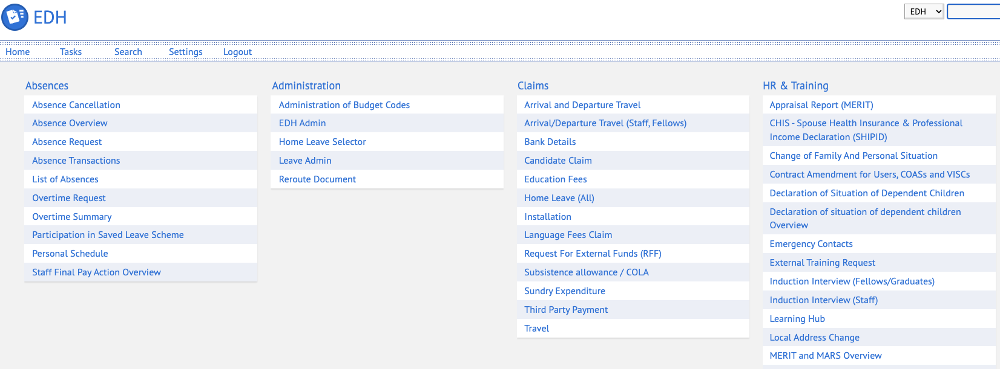 EDH
EDH
Home
Tasks
Search
Settings
Logout
Absences
Absence Cancellation
Absence Overview
Absence Request
Absence Transactions
List of Absences
Overtime Request
Overtime Summary
Participation in Saved Leave Scheme
Personal Schedule
Staff Final Pay Action Overview
Administration
Administration of Budget Codes
EDH Admin
Home Leave Selector
Leave Admin
Reroute Document
Claims
Arrival and Departure Travel
Arrival/Departure Travel (Staff, Fellows)
Bank Details
Candidate Claim
Education Fees
Home Leave (All)
Installation
Language Fees Claim
Request For External Funds (RFF)
Subsistence allowance / COLA
Sundry Expenditure
Third Party Payment
Travel
HR & Training
Appraisal Report (MERIT)
CHIS - Spouse Health Insurance & Professional
Income Declaration (SHIPID)
Change of Family And Personal Situation
Contract Amendment for Users, COASs and VISCs
Declaration of Situation of Dependent Children
Declaration of situation of dependent children
Overview
Emergency Contacts
External Training Request
Induction Interview (Fellows/Graduates)
Induction Interview (Staff)
Learning Hub
Local Address Change
MERIT and MARS Overview